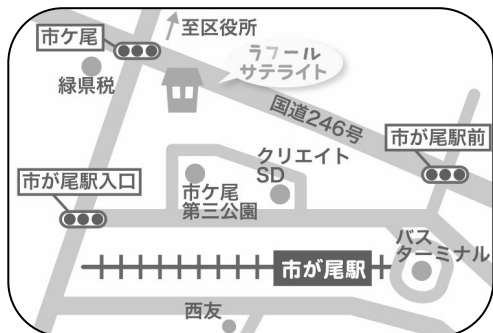 至区役所
市ケ尾
ラフール
サテライト
緑県税
国道246号
市が尾駅前
クリエイト
SD
市が尾駅入口
市ケ尾
第三公園
バス
ターミナル
市が尾駅
西友